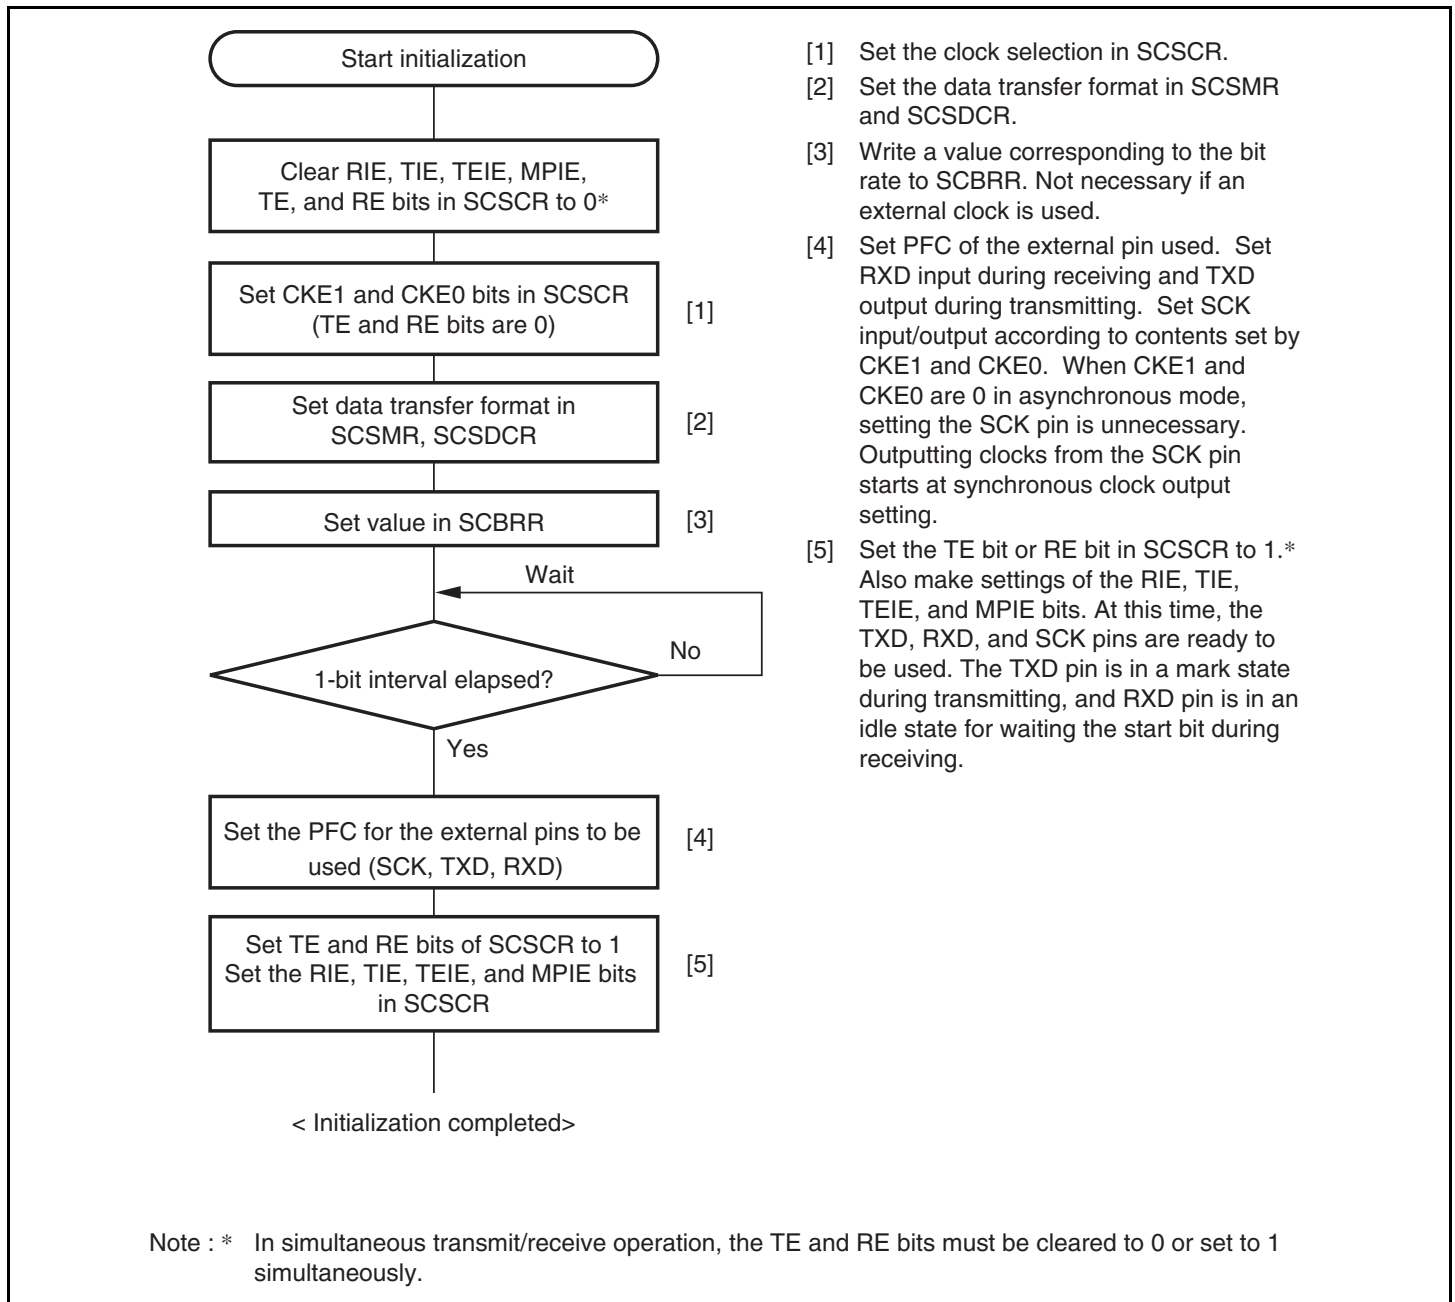 Start initialization
Clear RIE, TIE, TEIE, MPIE,
TE, and RE bits in SCSCR to 0*
Set CKE1 and CKE0 bits in SCSCR
(TE and RE bits are 0)
[1]
Set data transfer format in
SCSMR, SCSDCR
[2]
Set value in SCBRR
[3]
Wait
No
1-bit interval elapsed?
Yes
Set the PFC for the external pins to be
used (SCK, TXD, RXD)
[4]
Set TE and RE bits of SCSCR to 1
Set the RIE, TIE, TEIE, and MPIE bits
in SCSCR
[5]
< Initialization completed>
[1] Set the clock selection in SCSCR.
[2] Set the data transfer format in SCSMR
and SCSDCR.
[3] Write a value corresponding to the bit
rate to SCBRR. Not necessary if an
external clock is used.
[4] Set PFC of the external pin used. Set
RXD input during receiving and TXD
output during transmitting. Set SCK
input/output according to contents set by
CKE1 and CKE0. When CKE1 and
CKE0 are 0 in asynchronous mode,
setting the SCK pin is unnecessary.
Outputting clocks from the SCK pin
starts at synchronous clock output
setting.
[5] Set the TE bit or RE bit in SCSCR to 1.*
Also make settings of the RIE, TIE,
TEIE, and MPIE bits. At this time, the
TXD, RXD, and SCK pins are ready to
be used. The TXD pin is in a mark state
during transmitting, and RXD pin is in an
idle state for waiting the start bit during
receiving.
Note : * In simultaneous transmit/receive operation, the TE and RE bits must be cleared to 0 or set to 1
simultaneously.